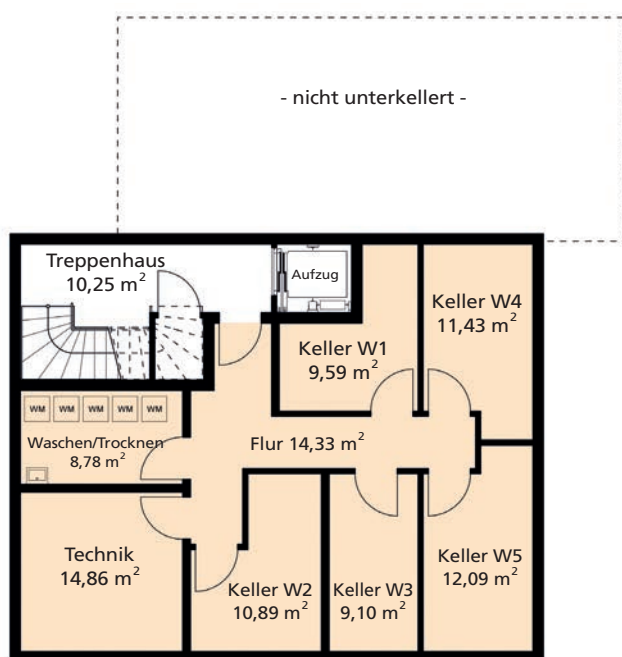 - nicht unterkellert -
Treppenhaus
10,25 m²
Aufzug
Keller W4
11,43 m²
Keller W1
9,59 m²
WM WM WM WM WM
Waschen/Trocknen
8,78 m²
Flur 14,33 m²
Technik
14,86 m²
Keller W2
10,89 m²
Keller W3
9,10 m²
Keller W5
12,09 m²